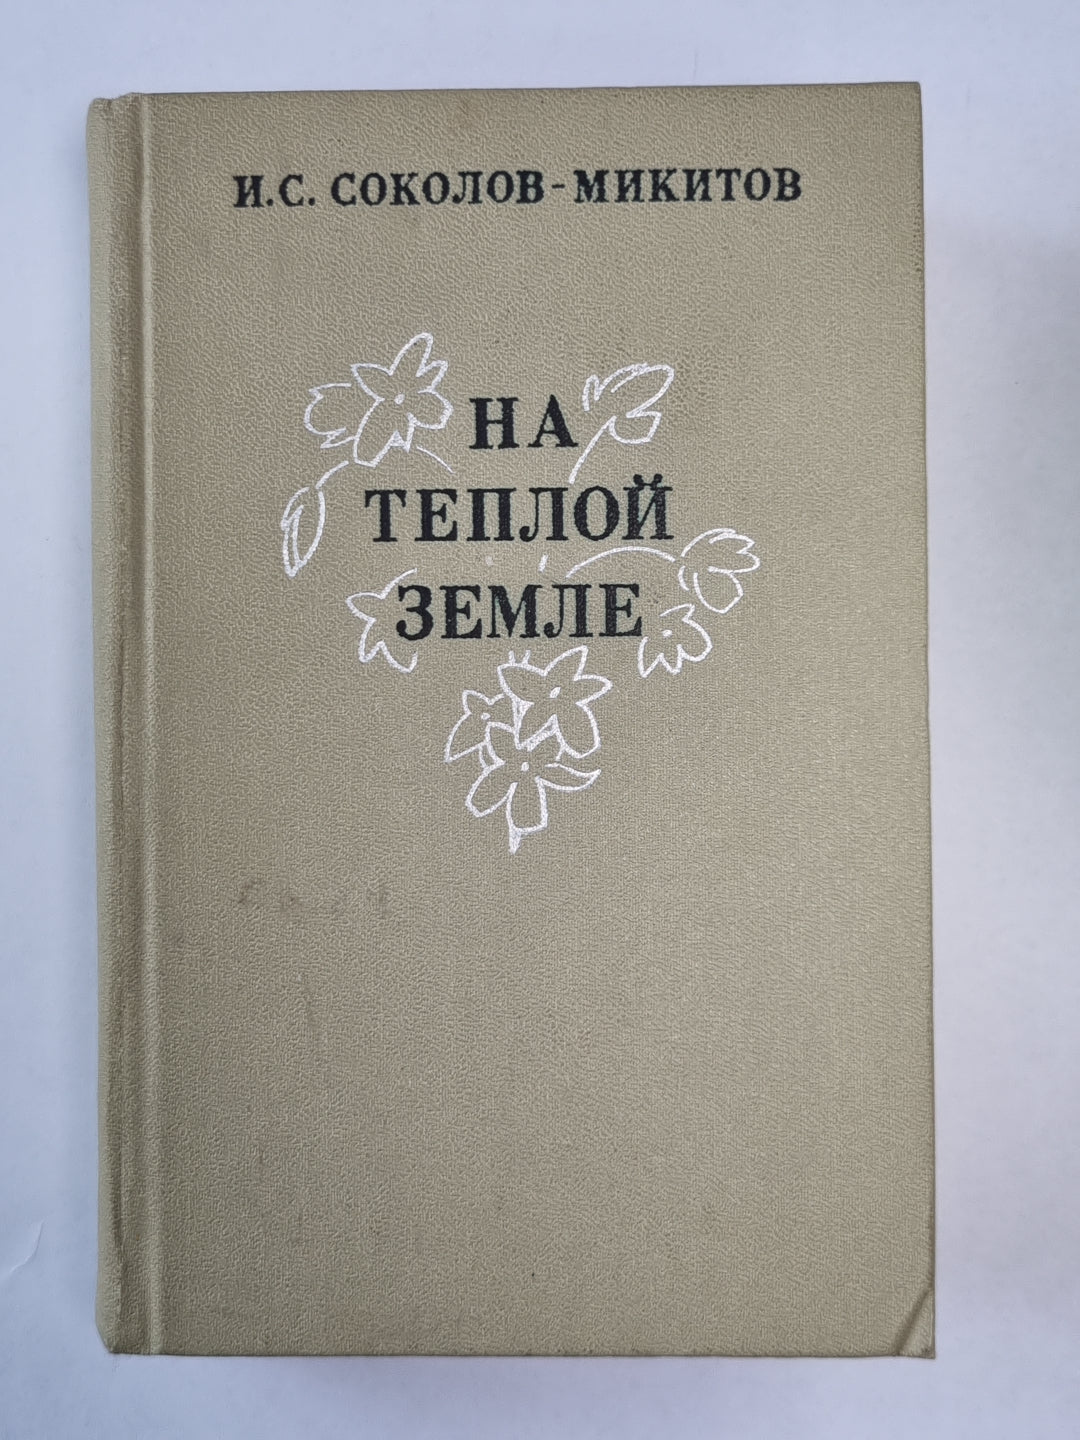 И.С. СОКОЛОВ-МИКИТОВ
НА
ТЕПЛОЙ
ЗЕМЛЕ